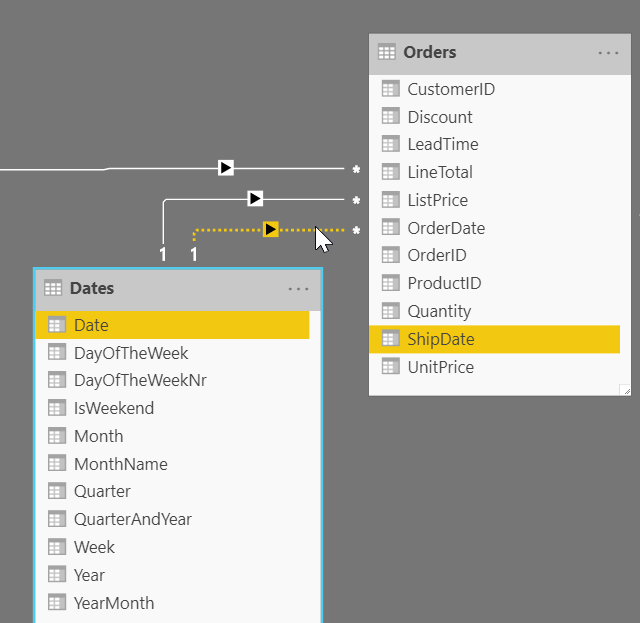 Orders
CustomerID
Discount
LeadTime
LineTotal
ListPrice
OrderDate
OrderID
ProductID
Quantity
ShipDate
UnitPrice
*
*
*
1 1
Dates
Date
DayOfTheWeek
DayOfTheWeekNr
IsWeekend
Month
MonthName
Quarter
QuarterAndYear
Week
Year
YearMonth